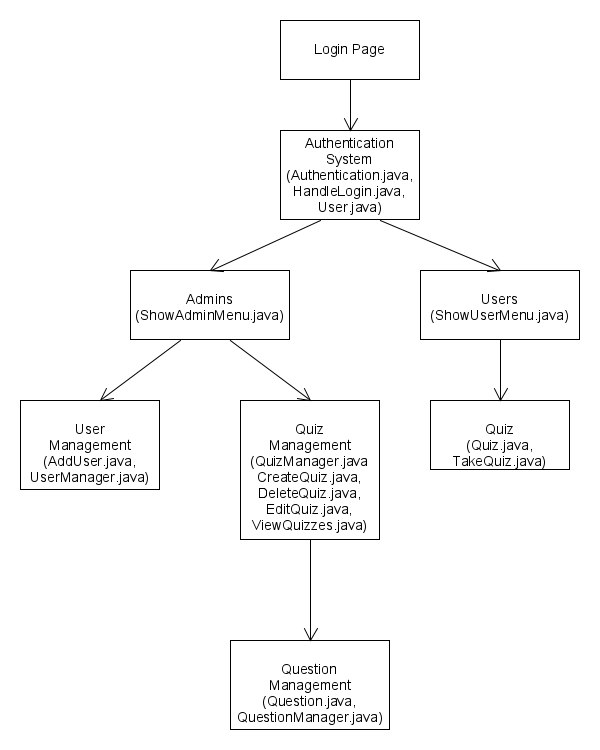 Login Page
Authentication
System
(Authentication.java,
HandleLogin.java,
User.java)
Admins
(ShowAdminMenu.java)
Users
(ShowUserMenu.java)
User
Management
(AddUser.java,
UserManager.java)
Quiz
Management
(QuizManager.java
CreateQuiz.java,
DeleteQuiz.java,
EditQuiz.java,
ViewQuizzes.java)
Quiz
(Quiz.java,
TakeQuiz.java)
Question
Management
(Question.java,
QuestionManager.java)